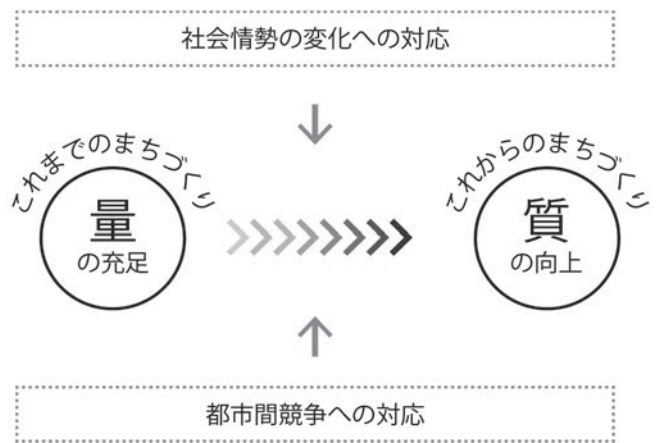 社会情勢の変化への対応
これまでのまちづくり
量
の充足
これからのまちづくり
質
の向上
都市間競争への対応